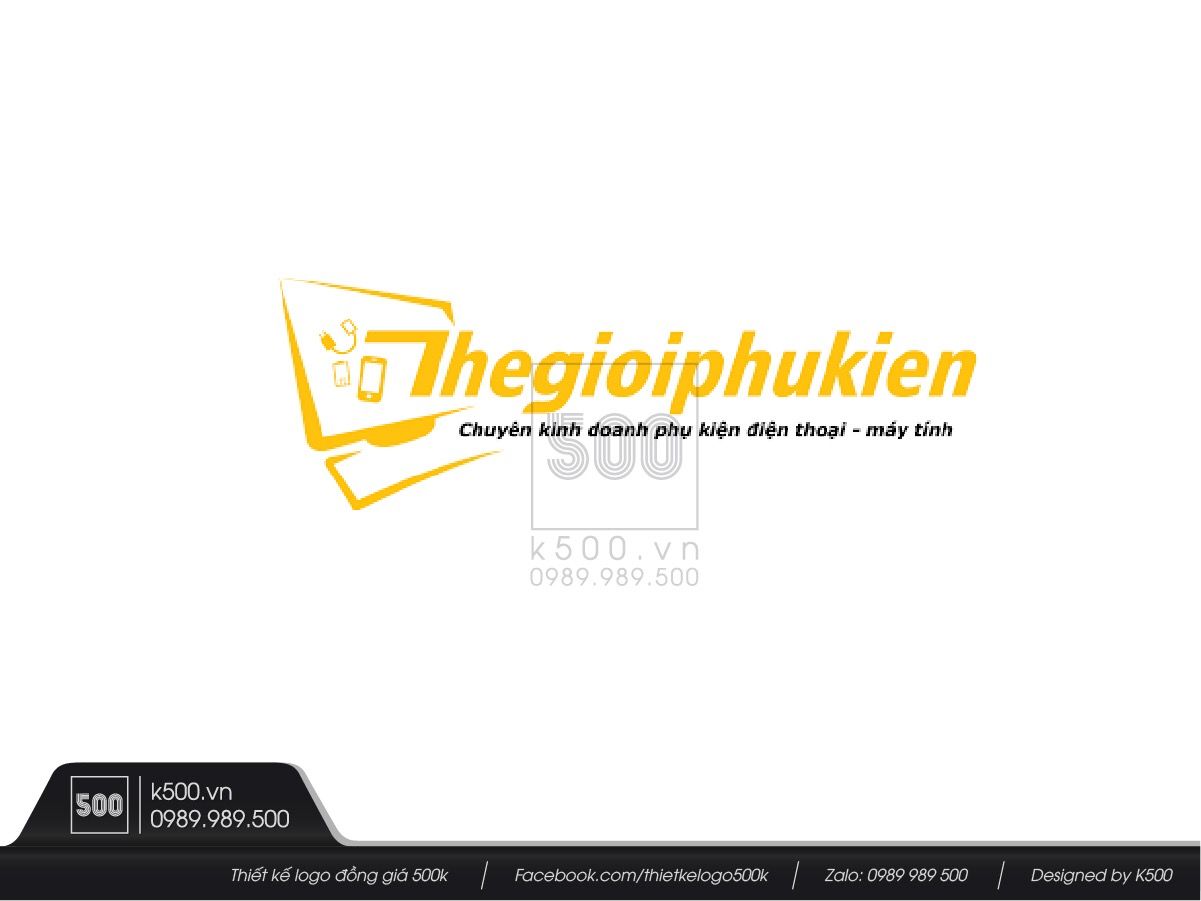 Thegioiphukien
Chuyên kinh doanh phụ kiện điện thoại - máy tính
500
k500.vn
0989.989.500
500
k500.vn
0989.989.500
Thiết kế logo đồng giá 500k / Facebook.com/thietkelogo500k / Zalo: 0989 989 500 / Designed by K500